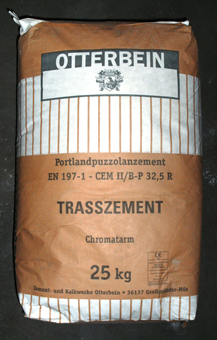 OTTERBEIN
Portlandpuzzolanzement
EN 197-1 - CEM II/B-P 32,5 R
TRASSZEMENT
Chromatarm
25 kg
Zement- und Kalkwerke Otterbein • 36137 Großenlüder-Müs